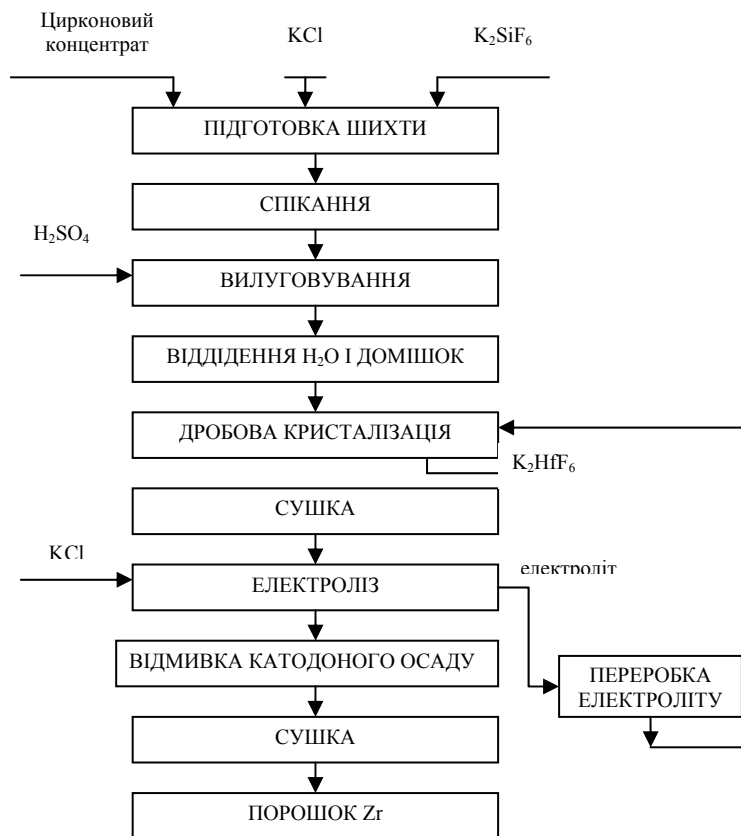 Цирконовий
концентрат
KCl
K₂SiF₆
ПІДГОТОВКА ШИХТИ
СПІКАННЯ
H₂SO₄
ВИЛУГОВУВАННЯ
ВІДДІДЕННЯ H₂O І ДОМІШОК
ДРОБОВА КРИСТАЛІЗАЦІЯ
K₂HfF₆
СУШКА
KCl
ЕЛЕКТРОЛІЗ
електроліт
ВІДМИВКА КАТОДОНОГО ОСАДУ
ПЕРЕРОБКА
ЕЛЕКТРОЛІТУ
СУШКА
ПОРОШОК Zr